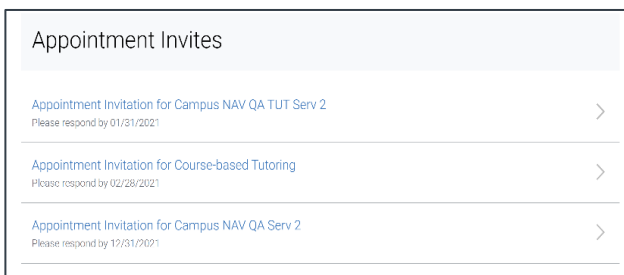 Appointment Invites
Appointment Invitation for Campus NAV QA TUT Serv 2
Please respond by 01/31/2021
Appointment Invitation for Course-based Tutoring
Please respond by 02/28/2021
Appointment Invitation for Campus NAV QA Serv 2
Please respond by 12/31/2021